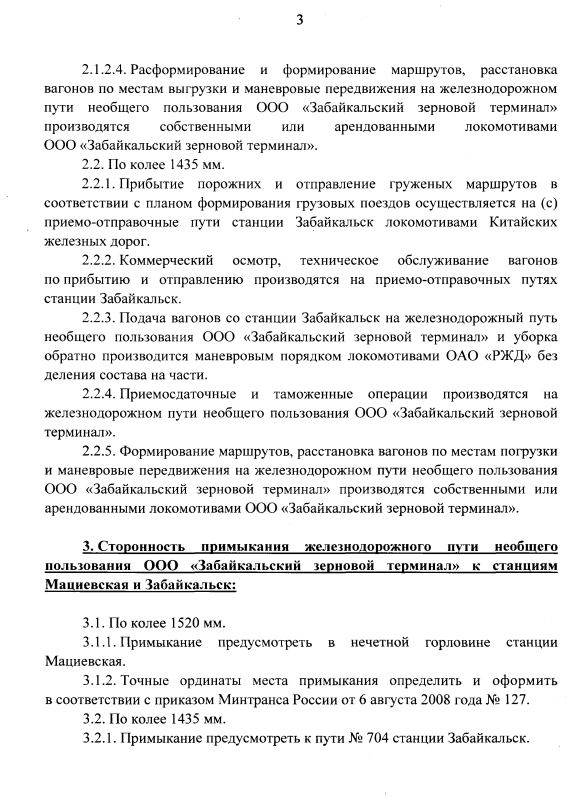 3
2.1.2.4. Расформирование и формирование маршрутов, расстановка
вагонов по местам выгрузки и маневровые передвижения на железнодорожном
пути необщего пользования ООО «Забайкальский зерновой терминал»
производятся собственными или арендованными локомотивами
ООО «Забайкальский зерновой терминал».
2.2. По колее 1435 мм.
2.2.1. Прибытие порожних и отправление груженых маршрутов в
соответствии с планом формирования грузовых поездов осуществляется на (с)
приемо-отправочные пути станции Забайкальск локомотивами Китайских
железных дорог.
2.2.2. Коммерческий осмотр, техническое обслуживание вагонов
по прибытию и отправлению производятся на приемо-отправочных путях
станции Забайкальск.
2.2.3. Подача вагонов со станции Забайкальск на железнодорожный путь
необщего пользования ООО «Забайкальский зерновой терминал» и уборка
обратно производится маневровым порядком локомотивами ОАО «РЖД» без
деления состава на части.
2.2.4. Приемосдаточные и таможенные операции производятся на
железнодорожном пути необщего пользования ООО «Забайкальский зерновой
терминал».
2.2.5. Формирование маршрутов, расстановка вагонов по местам погрузки
и маневровые передвижения на железнодорожном пути необщего пользования
ООО «Забайкальский зерновой терминал» производятся собственными или
арендованными локомотивами ООО «Забайкальский зерновой терминал».
3. Сторонность примыкания железнодорожного пути необщего
пользования ООО «Забайкальский зерновой терминал» к станциям
Мациевская и Забайкальск:
3.1. По колее 1520 мм.
3.1.1. Примыкание предусмотреть в нечетной горловине станции
Мациевская.
3.1.2. Точные ординаты места примыкания определить и оформить
в соответствии с приказом Минтранса России от 6 августа 2008 года № 127.
3.2. По колее 1435 мм.
3.2.1. Примыкание предусмотреть к пути № 704 станции Забайкальск.